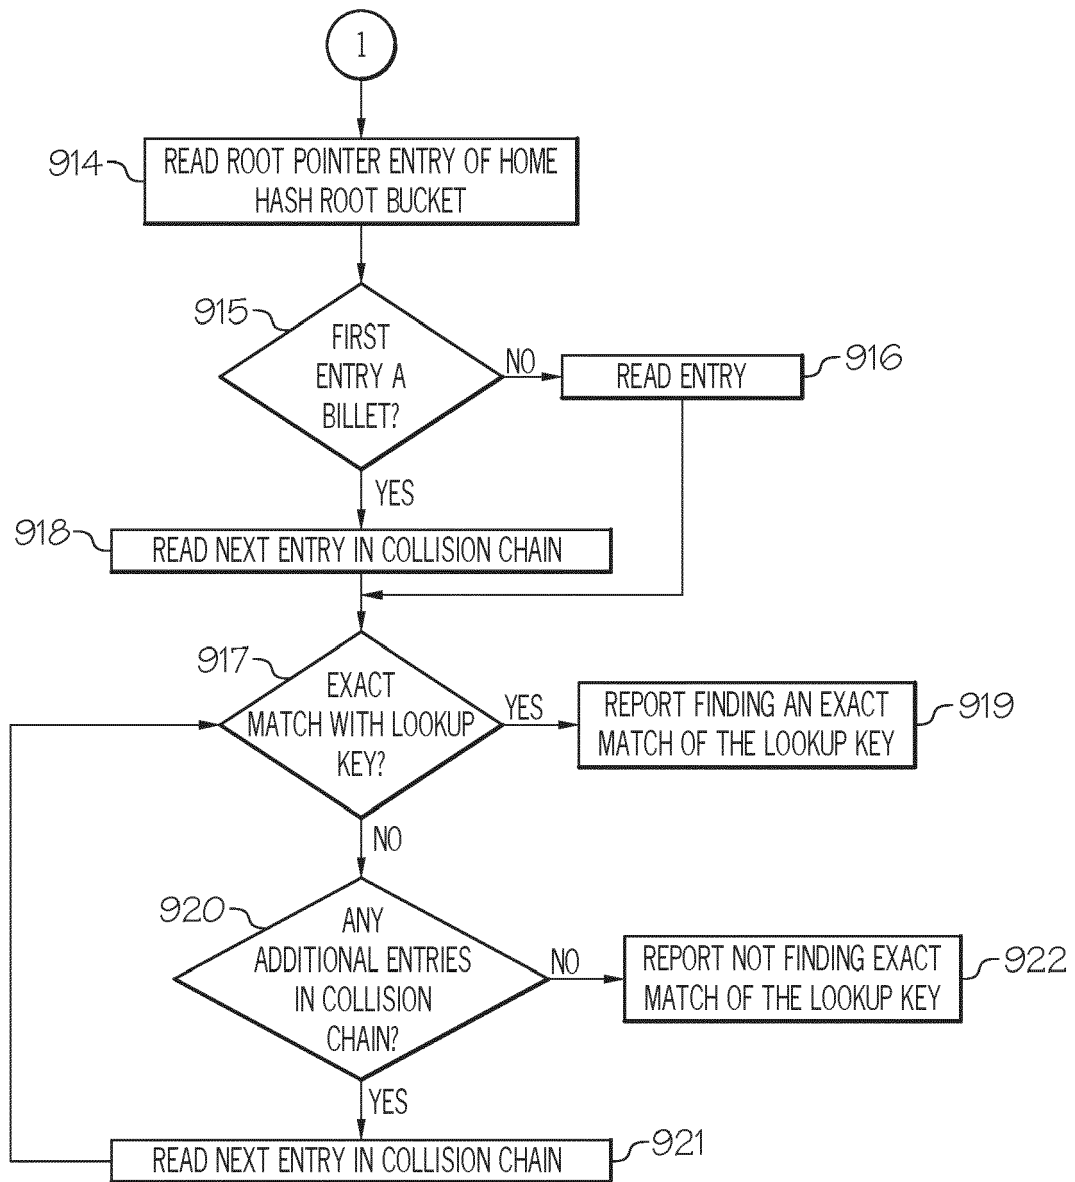 1
914
READ ROOT POINTER ENTRY OF HOME
HASH ROOT BUCKET
915
FIRST
ENTRY A
BILLET?
NO
READ ENTRY
916
YES
918
READ NEXT ENTRY IN COLLISION CHAIN
917
EXACT
MATCH WITH LOOKUP
KEY?
YES
REPORT FINDING AN EXACT
MATCH OF THE LOOKUP KEY
919
NO
920
ANY
ADDITIONAL ENTRIES
IN COLLISION
CHAIN?
NO
REPORT NOT FINDING EXACT
MATCH OF THE LOOKUP KEY
922
YES
READ NEXT ENTRY IN COLLISION CHAIN
921